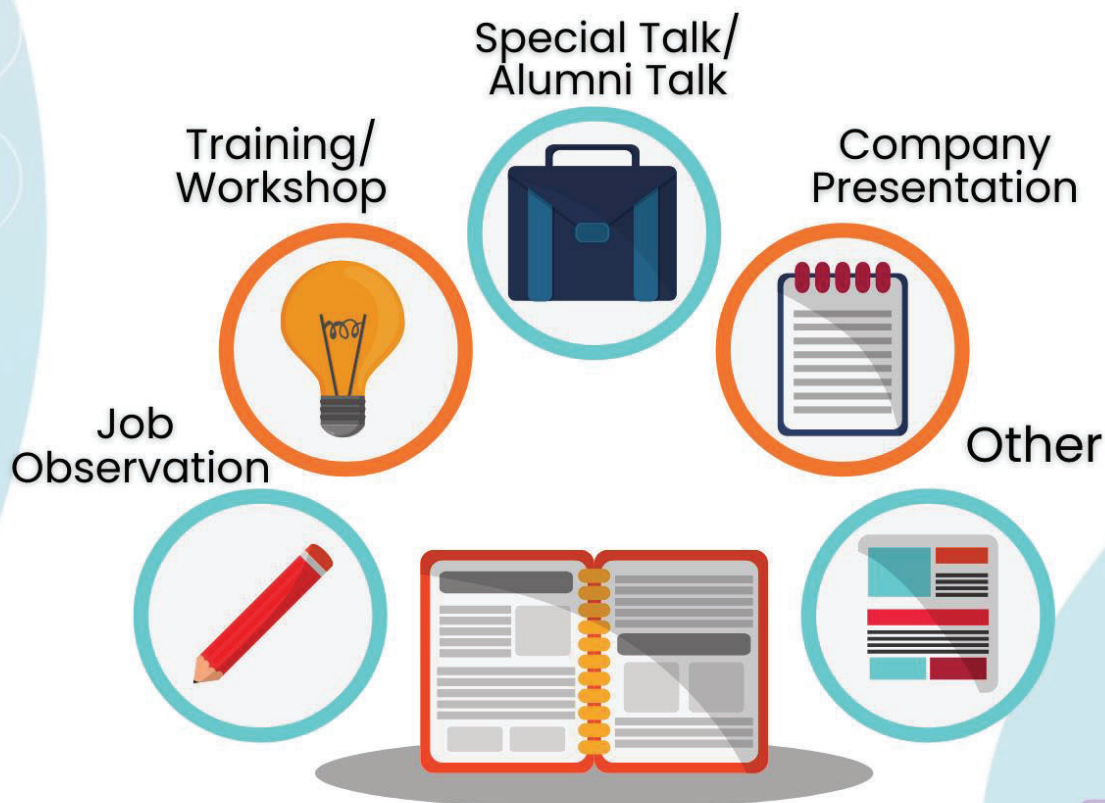 Special Talk/
Alumni Talk
Training/
Workshop
Company
Presentation
Job
Observation
Other